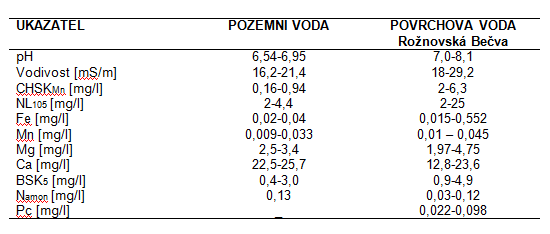 UKAZATEL POZEMNI VODA POVRCHOVA VODA
Rožnovská Bečva
pH 6,54-6,95 7,0-8,1
Vodivost [mS/m] 16,2-21,4 18-29,2
CHSKMn [mg/l] 0,16-0,94 2-6,3
NL105 [mg/l] 2-4,4 2-25
Fe [mg/l] 0,02-0,04 0,015-0,552
Mn [mg/l] 0,009-0,033 0,01 – 0,045
Mg [mg/l] 2,5-3,4 1,97-4,75
Ca [mg/l] 22,5-25,7 12,8-23,6
BSK5 [mg/l] 0,4-3,0 0,9-4,9
Namon [mg/l] 0,13 0,03-0,12
Pc [mg/l] _ 0,022-0,098